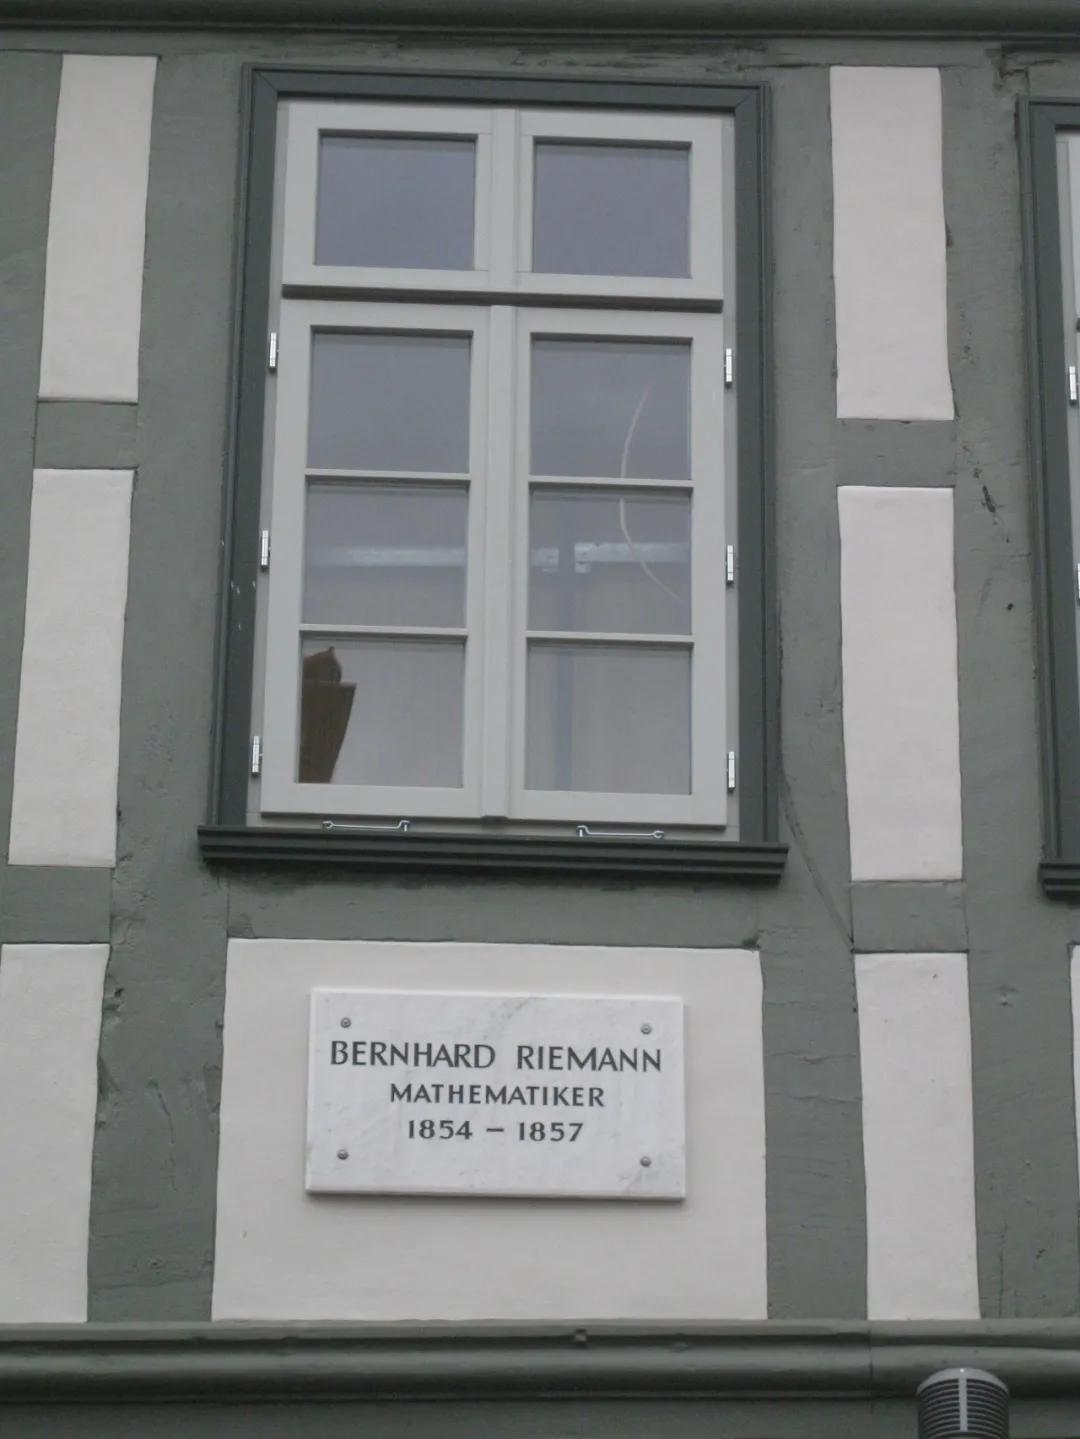 BERNHARD RIEMANN
MATHEMATIKER
1854 – 1857